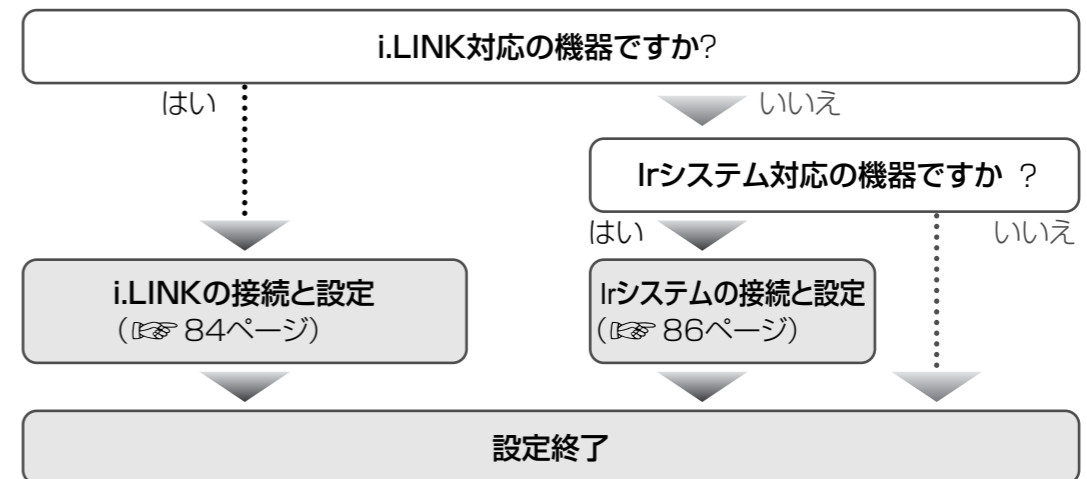 i.LINK対応の機器ですか?
はい
いいえ
Irシステム対応の機器ですか ?
はい
いいえ
i.LINKの接続と設定
(☞ 84ページ)
Irシステムの接続と設定
(☞ 86ページ)
設定終了